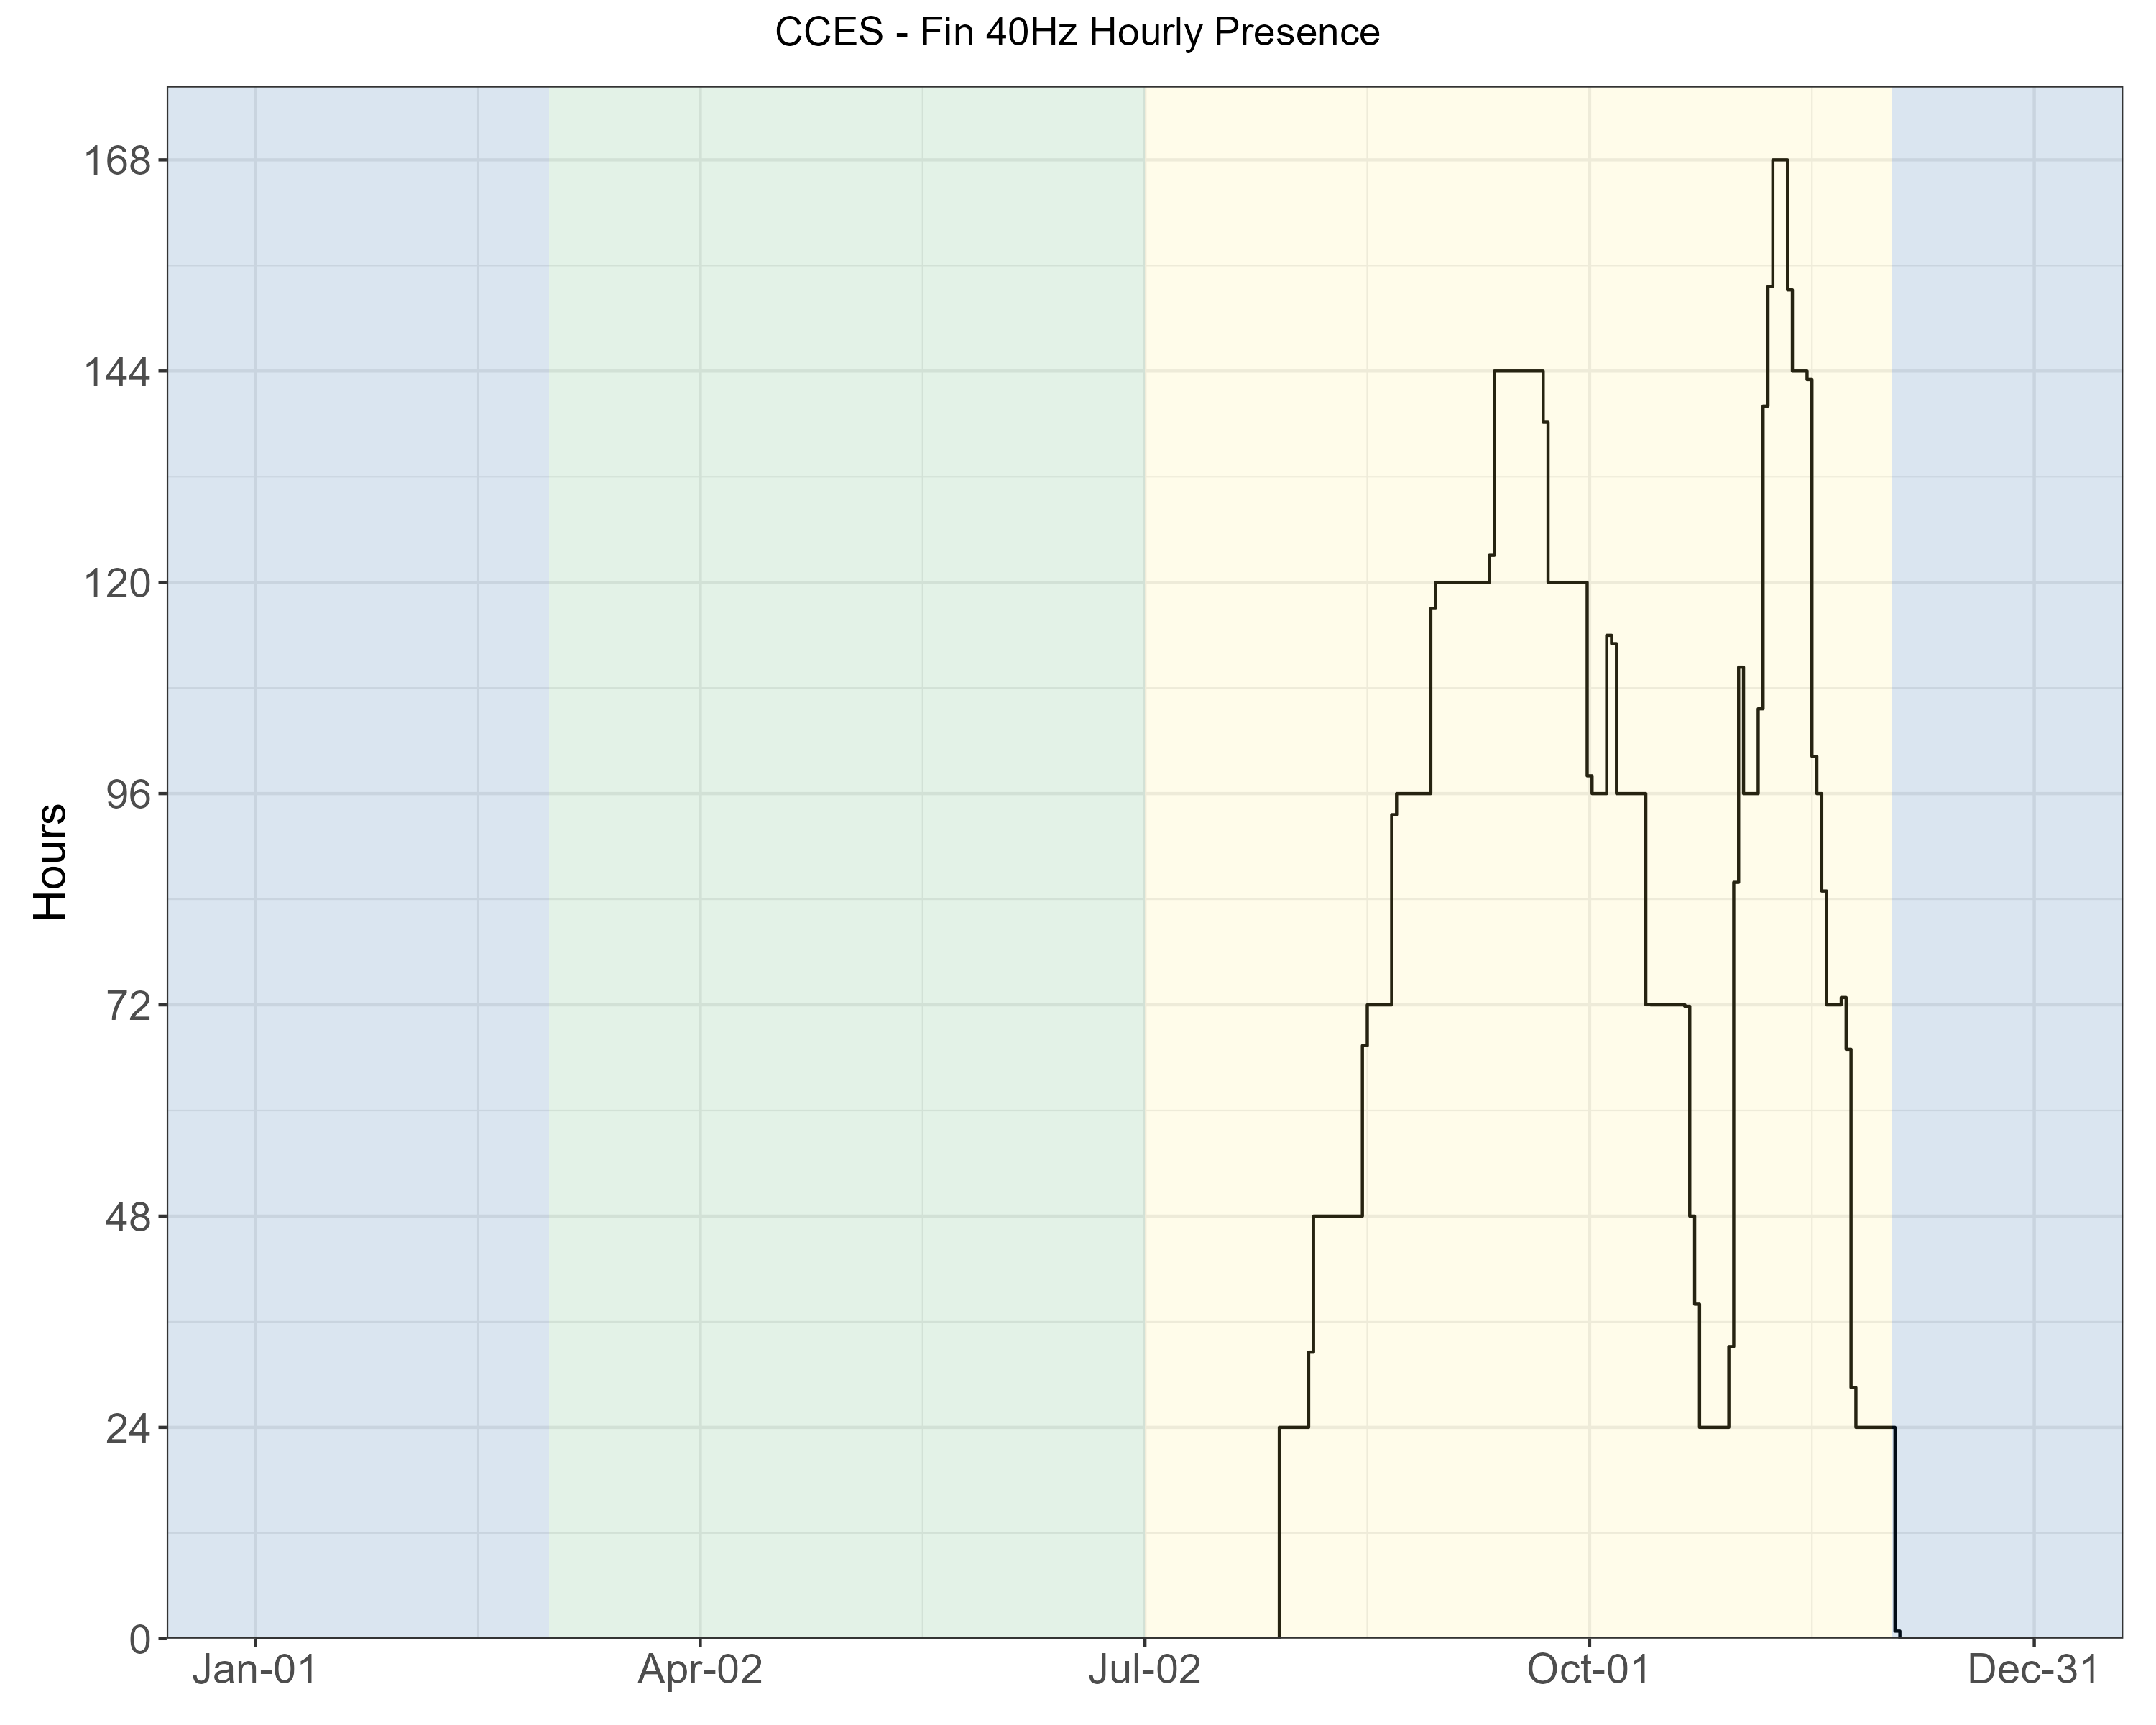 CCES - Fin 40Hz Hourly Presence
168
144
120
96
72
48
24
0
Hours
Jan-01 Apr-02 Jul-02 Oct-01 Dec-31